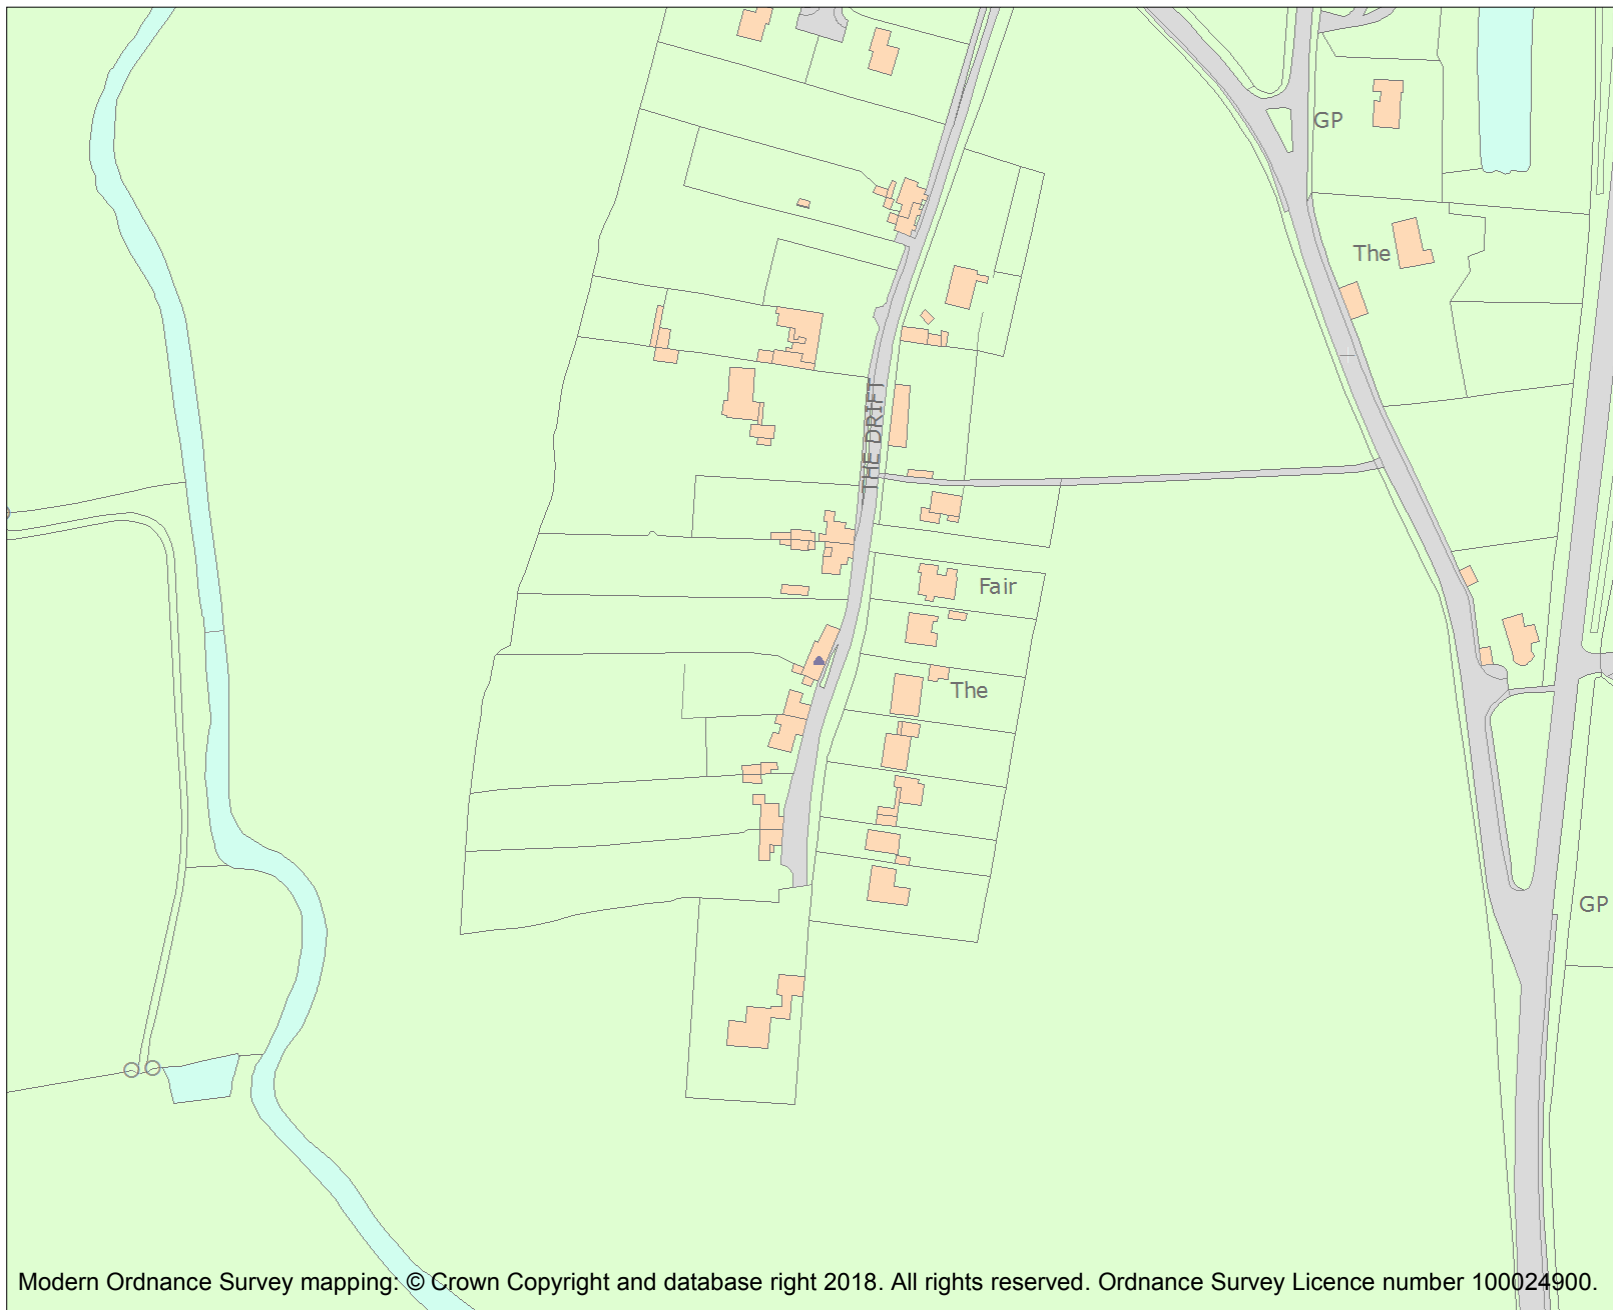 GP
The
THE DRIFT
Fair
The
GP
Modern Ordnance Survey mapping: © Crown Copyright and database right 2018. All rights reserved. Ordnance Survey Licence number 100024900.